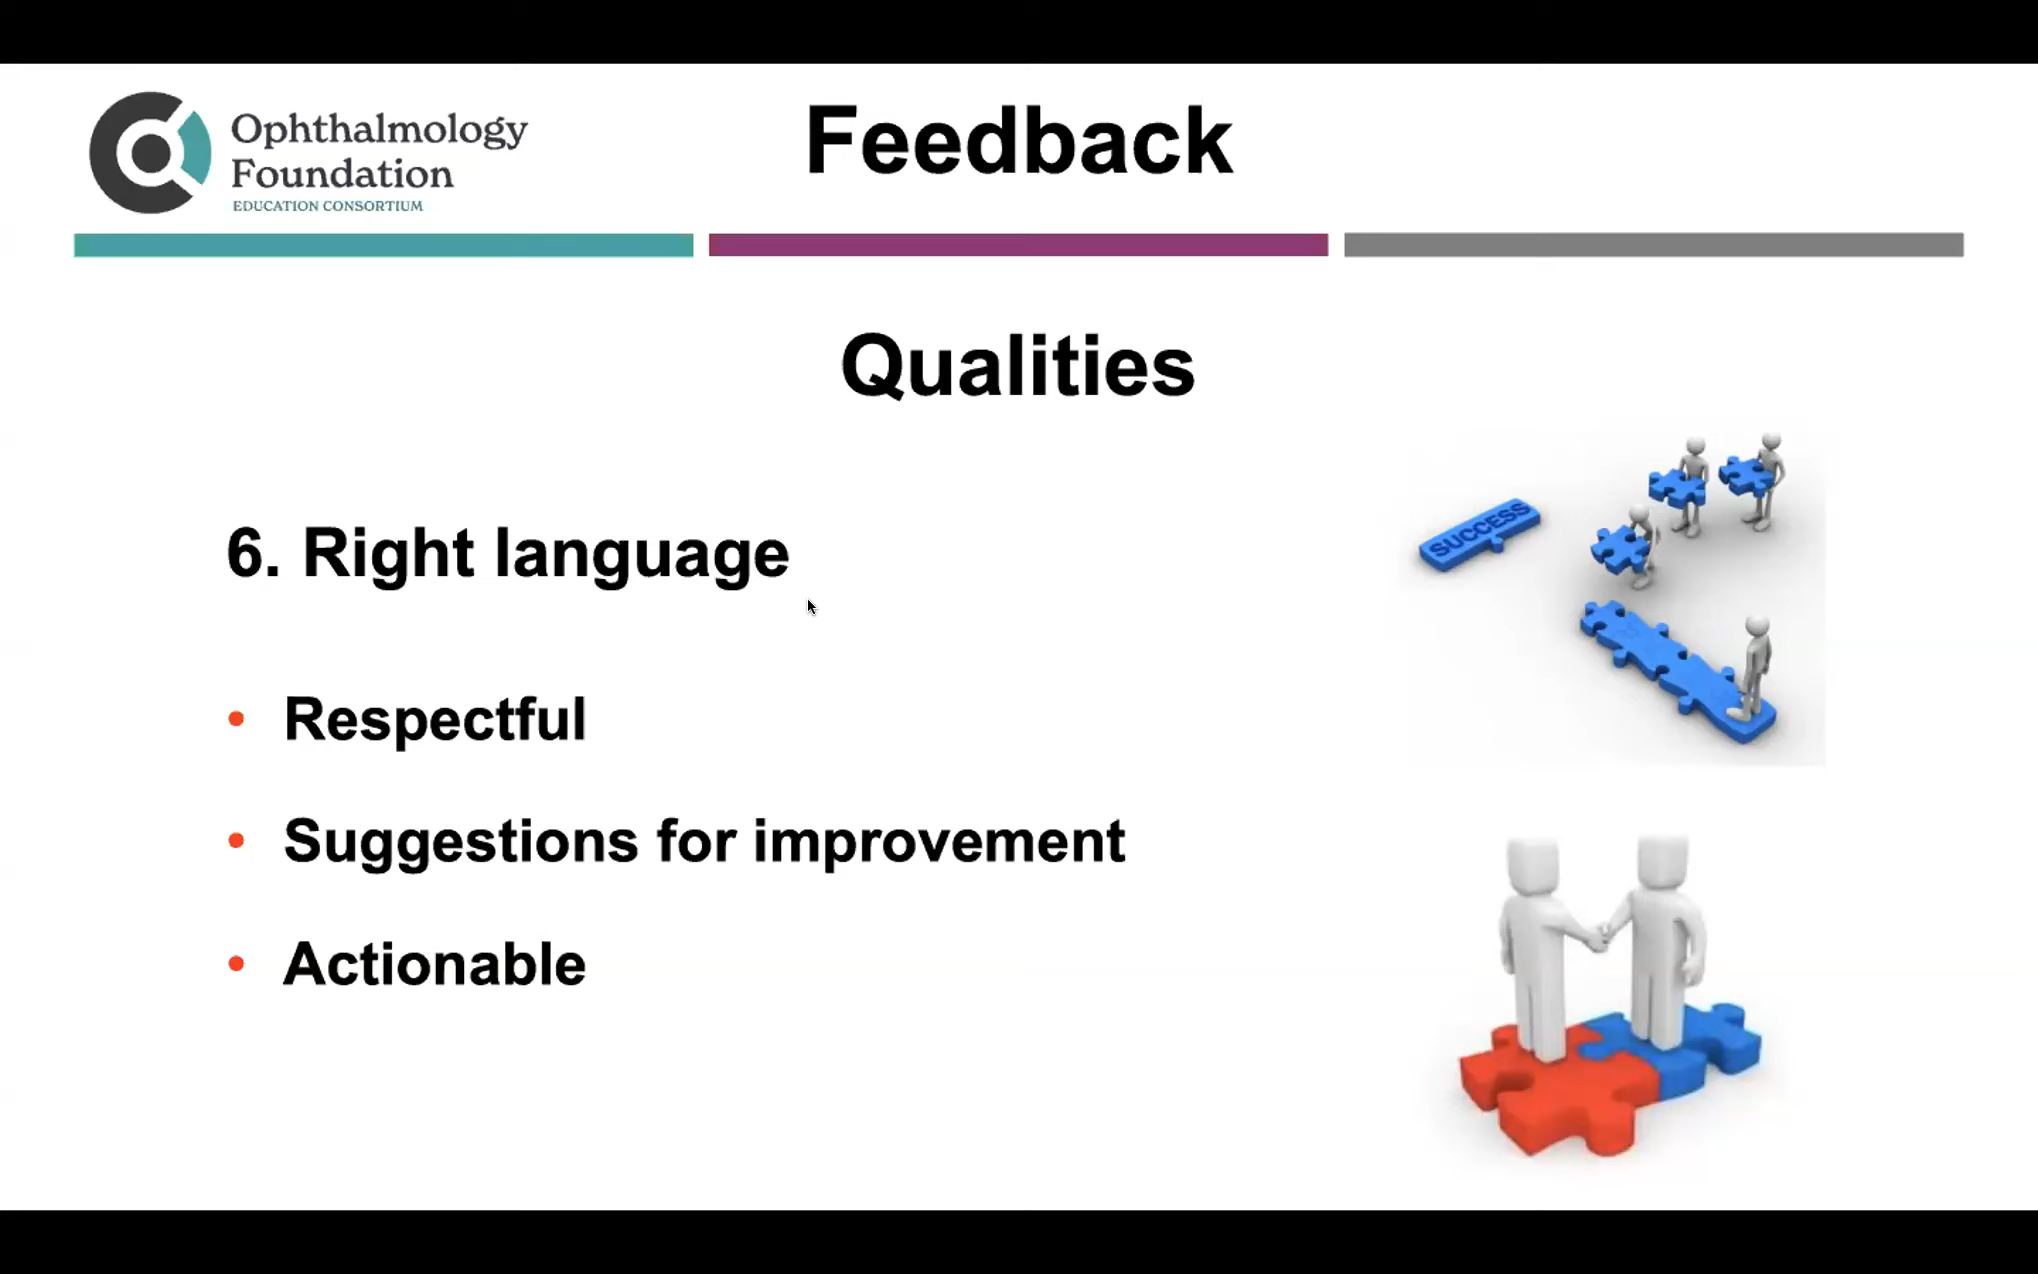 Ophthalmology
Foundation
EDUCATION CONSORTIUM
Feedback
Qualities
6. Right language
• Respectful
• Suggestions for improvement
• Actionable
SUCCESS